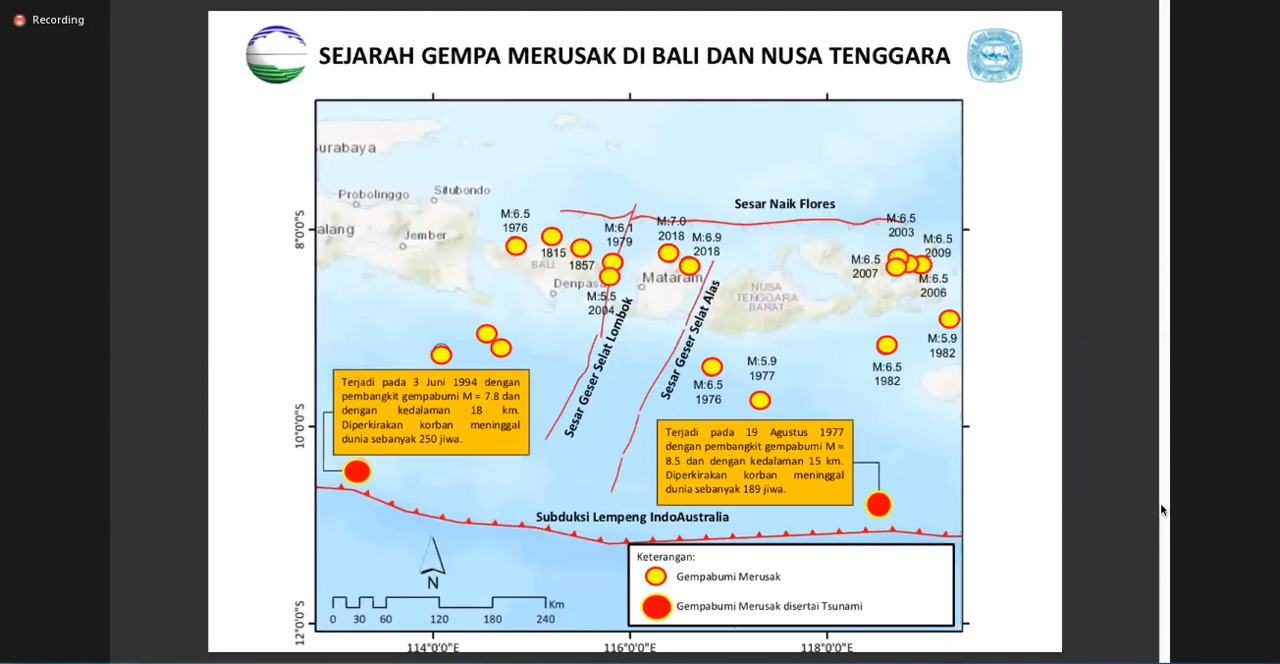 Recording
SEJARAH GEMPA MERUSAK DI BALI DAN NUSA TENGGARA
urabaya
Probolinggo
Situbondo
alang
Jember
Sesar Naik Flores
M:6.5
1976
1815
1857
M:6.1
1979
M:7.0
2018
M:6.9
2018
M:6.5
2003
M:6.5
2009
M:6.5
2007
M:6.5
2006
BALI
Denpas
Mataram
NUSA
TENGGARA
BARAT
M:5.5
2004
Sesar Geser Selat Lombok
Sesar Geser Selat Alas
M:5.9
1982
M:6.5
1982
M:5.9
1977
M:6.5
1976
Terjadi pada 3 Juni 1994 dengan
pembangkit gempabumi M = 7.8 dan
dengan kedalaman 18 km.
Diperkirakan korban meninggal
dunia sebanyak 250 jiwa.
Terjadi pada 19 Agustus 1977
dengan pembangkit gempabumi M =
8.5 dan dengan kedalaman 15 km.
Diperkirakan korban meninggal
dunia sebanyak 189 jiwa.
Subduksi Lempeng IndoAustralia
Keterangan:
Gempabumi Merusak
Gempabumi Merusak disertai Tsunami
N
Km
0 30 60 120 180 240
8°0'0"S
10°0'0"S
12°0'0"S
114°0'0"E
116°0'0"E
118°0'0"E